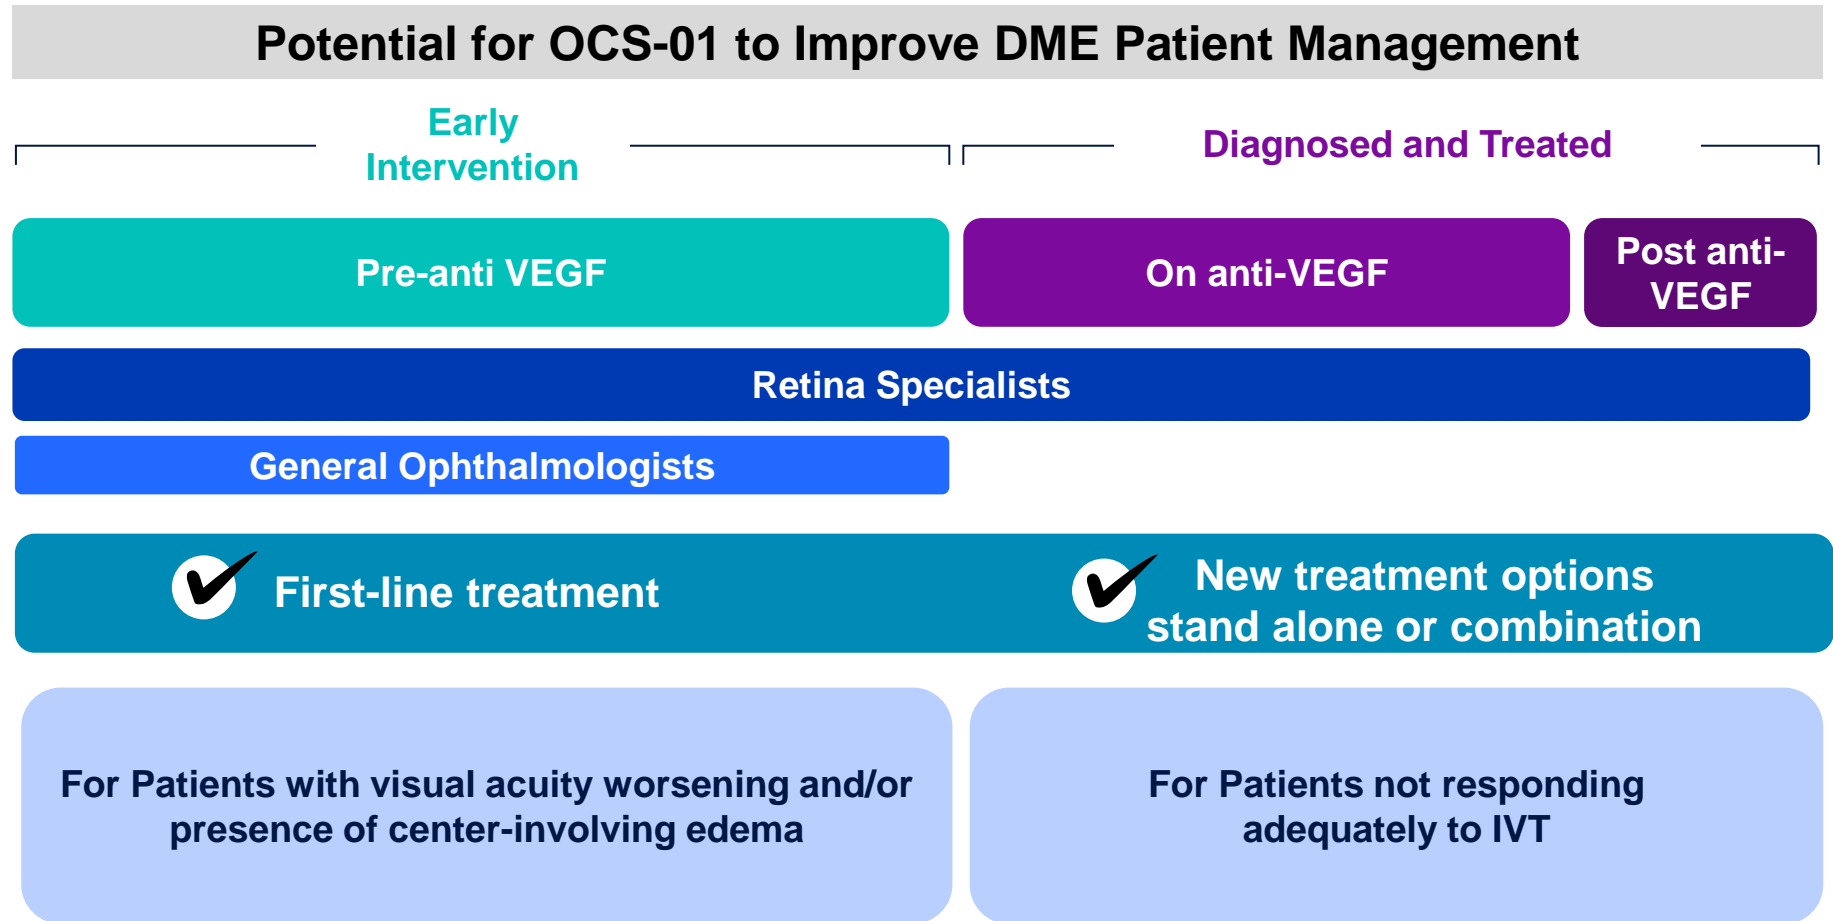 Potential for OCS-01 to Improve DME Patient Management
Early
Intervention
Diagnosed and Treated
Pre-anti VEGF
On anti-VEGF
Post anti-
VEGF
Retina Specialists
General Ophthalmologists
First-line treatment
New treatment options
stand alone or combination
For Patients with visual acuity worsening and/or
presence of center-involving edema
For Patients not responding
adequately to IVT